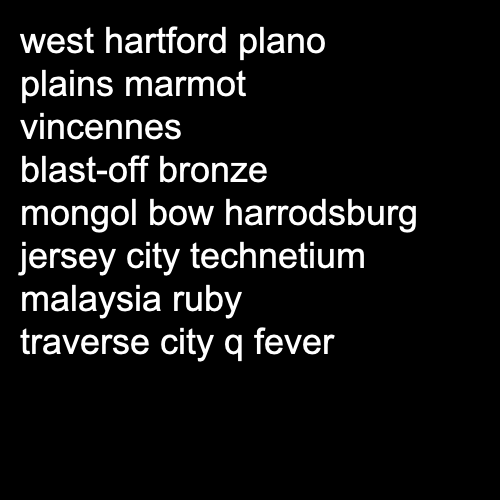 west hartford plano
plains marmot
vincennes
blast-off bronze
mongol bow harrodsburg
jersey city technetium
malaysia ruby
traverse city q fever